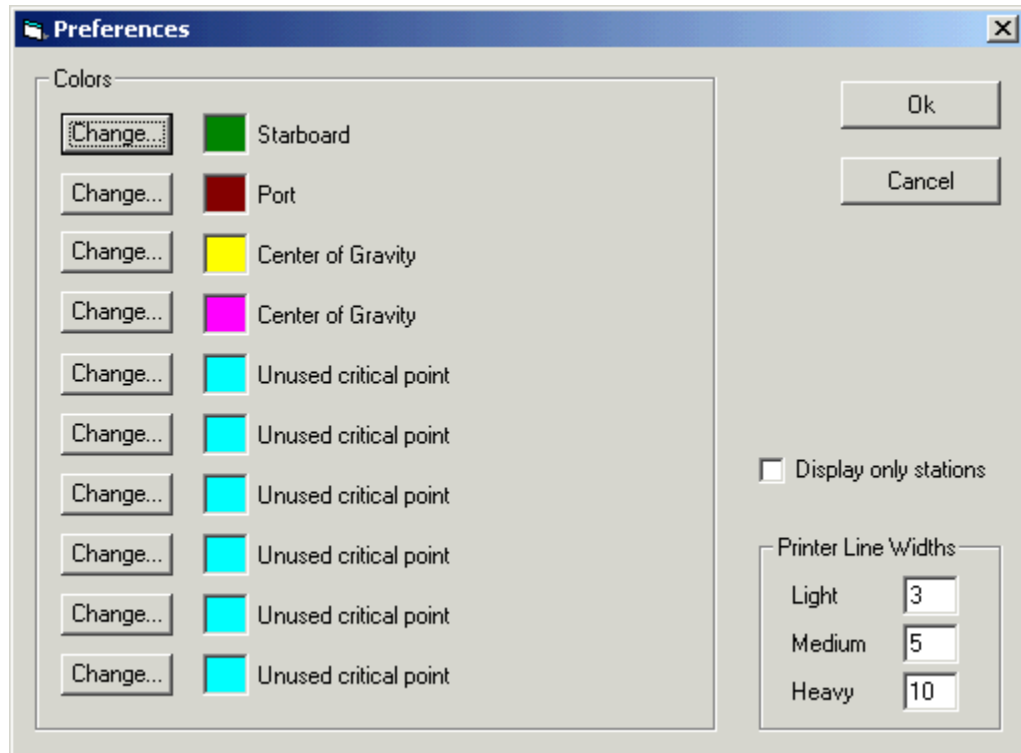 Preferences
Colors
Change... Starboard
Change... Port
Change... Center of Gravity
Change... Center of Gravity
Change... Unused critical point
Change... Unused critical point
Change... Unused critical point
Change... Unused critical point
Change... Unused critical point
Change... Unused critical point
Ok
Cancel
Display only stations
Printer Line Widths
Light 3
Medium 5
Heavy 10